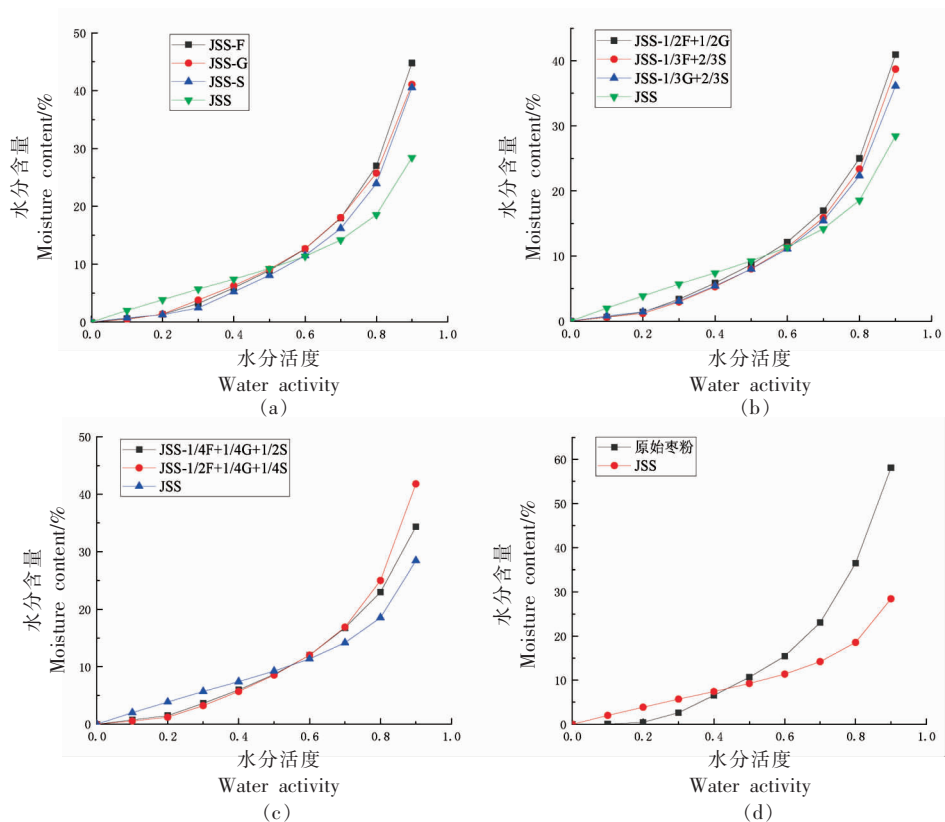 50
40
30
20
10
0
0.0
0.2
0.4
0.6
0.8
1.0
水分含量
Moisture content/%
JSS-F
JSS-G
JSS-S
JSS
水分活度
Water activity
(a)
40
30
20
10
0
0.0
0.2
0.4
0.6
0.8
1.0
水分含量
Moisture content/%
JSS-1/2F+1/2G
JSS-1/3F+2/3S
JSS-1/3G+2/3S
JSS
水分活度
Water activity
(b)
50
40
30
20
10
0
0.0
0.2
0.4
0.6
0.8
1.0
水分含量
Moisture content/%
JSS-1/4F+1/4G+1/2S
JSS-1/2F+1/4G+1/4S
JSS
水分活度
Water activity
(c)
60
50
40
30
20
10
0
0.0
0.2
0.4
0.6
0.8
1.0
水分含量
Moisture content/%
原始枣粉
JSS
水分活度
Water activity
(d)